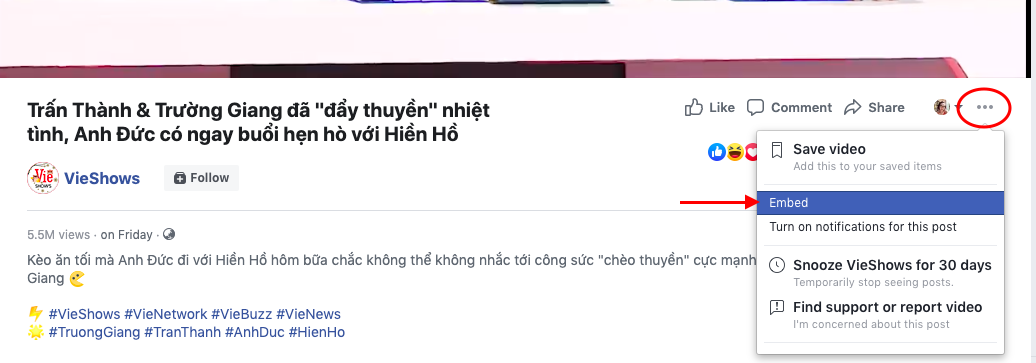 Trấn Thành & Trường Giang đã "đẩy thuyền" nhiệt
tình, Anh Đức có ngay buổi hẹn hò với Hiền Hồ
Like
Comment
Share
Vie
SHOWS
VieShows
Follow
5.5M views · on Friday ·
Kèo ăn tối mà Anh Đức đi với Hiền Hồ hôm bữa chắc không thể không nhắc tới công sức "chèo thuyền" cực mạnh
Giang
#VieShows #VieNetwork #VieBuzz #VieNews
#TruongGiang #TranThanh #AnhDuc #HienHo
Save video
Add this to your saved items
Embed
Turn on notifications for this post
Snooze VieShows for 30 days
Temporarily stop seeing posts.
Find support or report video
I'm concerned about this post